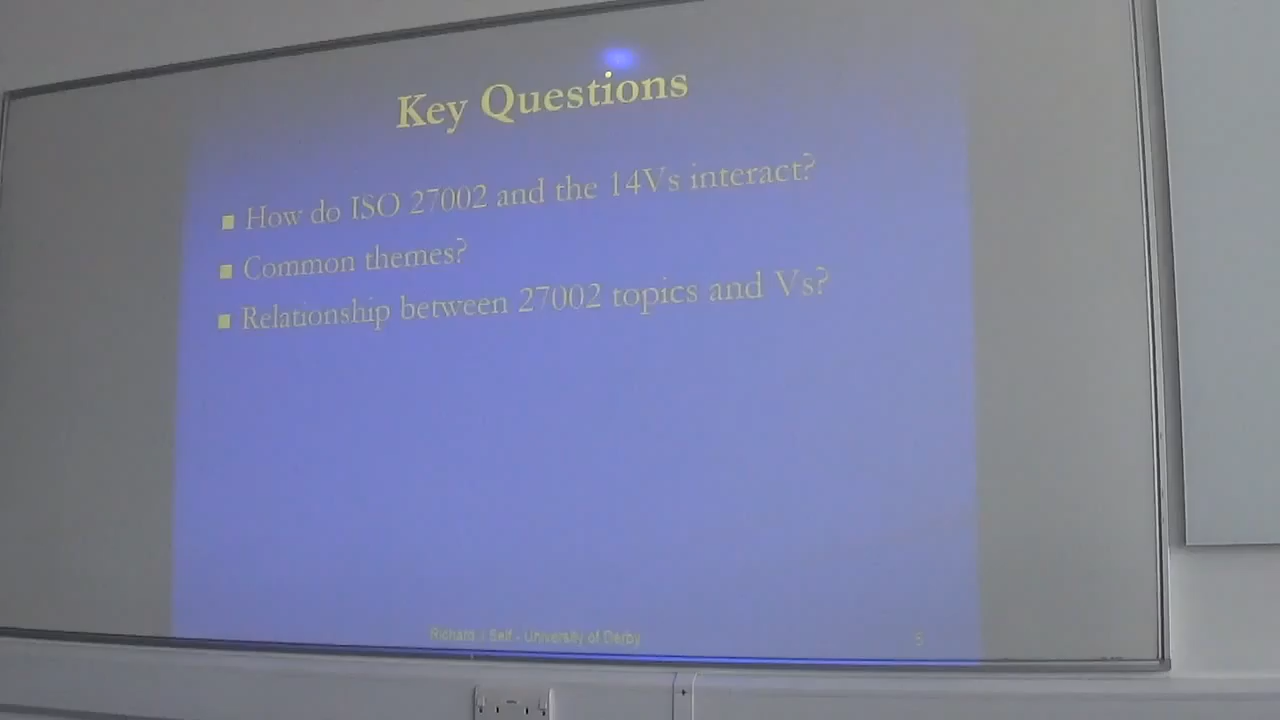 Key Questions
How do ISO 27002 and the 14Vs interact?
Common themes?
Relationship between 27002 topics and Vs?
Richard J Self - University of Derby
5